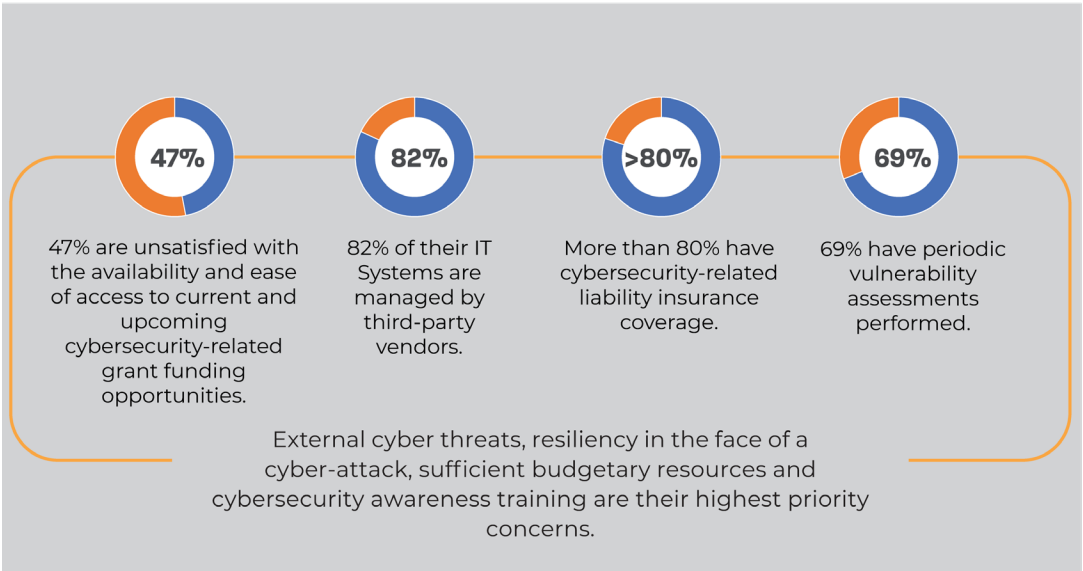 47%
82%
>80%
69%
47% are unsatisfied with
the availability and ease
of access to current and
upcoming
cybersecurity-related
grant funding
opportunities.
82% of their IT
Systems are
managed by
third-party
vendors.
More than 80% have
cybersecurity-related
liability insurance
coverage.
69% have periodic
vulnerability
assessments
performed.
External cyber threats, resiliency in the face of a
cyber-attack, sufficient budgetary resources and
cybersecurity awareness training are their highest priority
concerns.